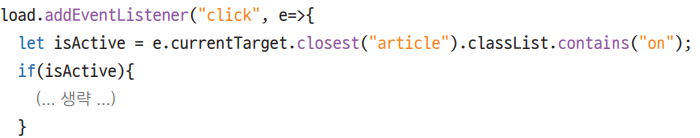 load.addEventListener("click", e=>{
  let isActive = e.currentTarget.closest("article").classList.contains("on");
  if(isActive){
    (... 생략 ...)
  }